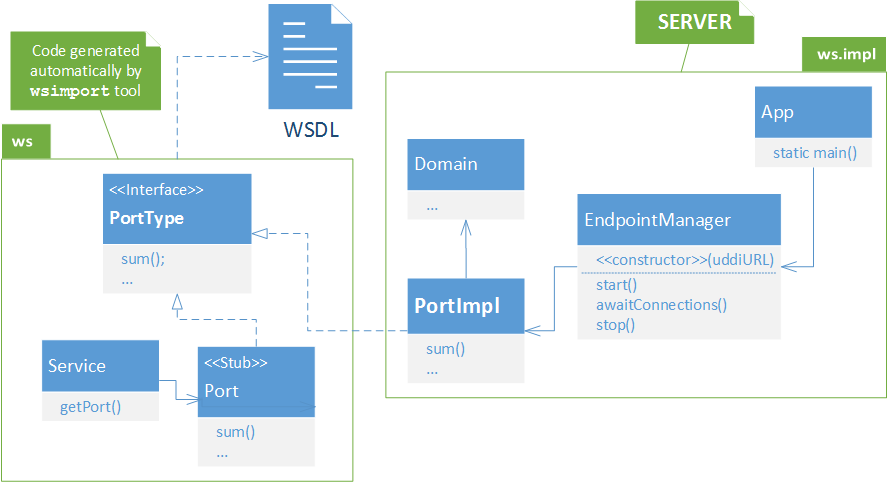 Code generated
automatically by
wsimport tool
ws
WSDL
SERVER
ws.impl
<<Interface>>
PortType
sum();
...
Service
getPort()
<<Stub>>
Port
sum()
...
Domain
...
PortImpl
sum()
...
EndpointManager
<<constructor>>(uddiURL)
start()
awaitConnections()
stop()
App
static main()